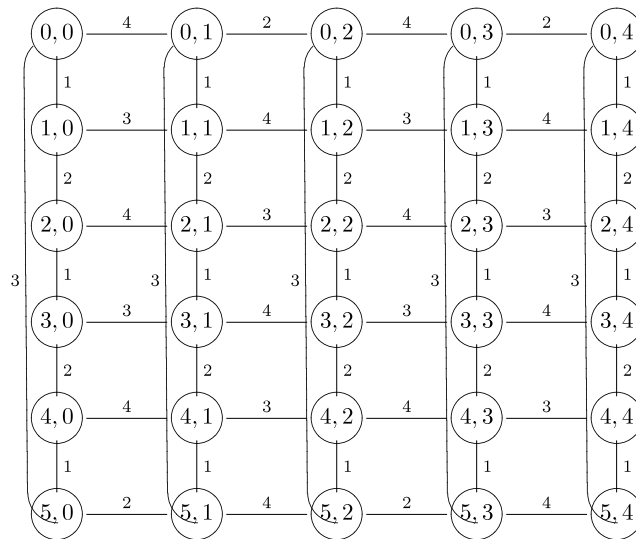 4 2 4 2
0, 0 0, 1 0, 2 0, 3 0, 4
1 1 1 1 1
3 4 3 4
1, 0 1, 1 1, 2 1, 3 1, 4
2 2 2 2 2
4 3 4 3
2, 0 2, 1 2, 2 2, 3 2, 4
3 1 3 1 3 1 3 1 3 1
3 4 3 4
3, 0 3, 1 3, 2 3, 3 3, 4
2 2 2 2 2
4 3 4 3
4, 0 4, 1 4, 2 4, 3 4, 4
1 1 1 1 1
2 4 2 4
5, 0 5, 1 5, 2 5, 3 5, 4